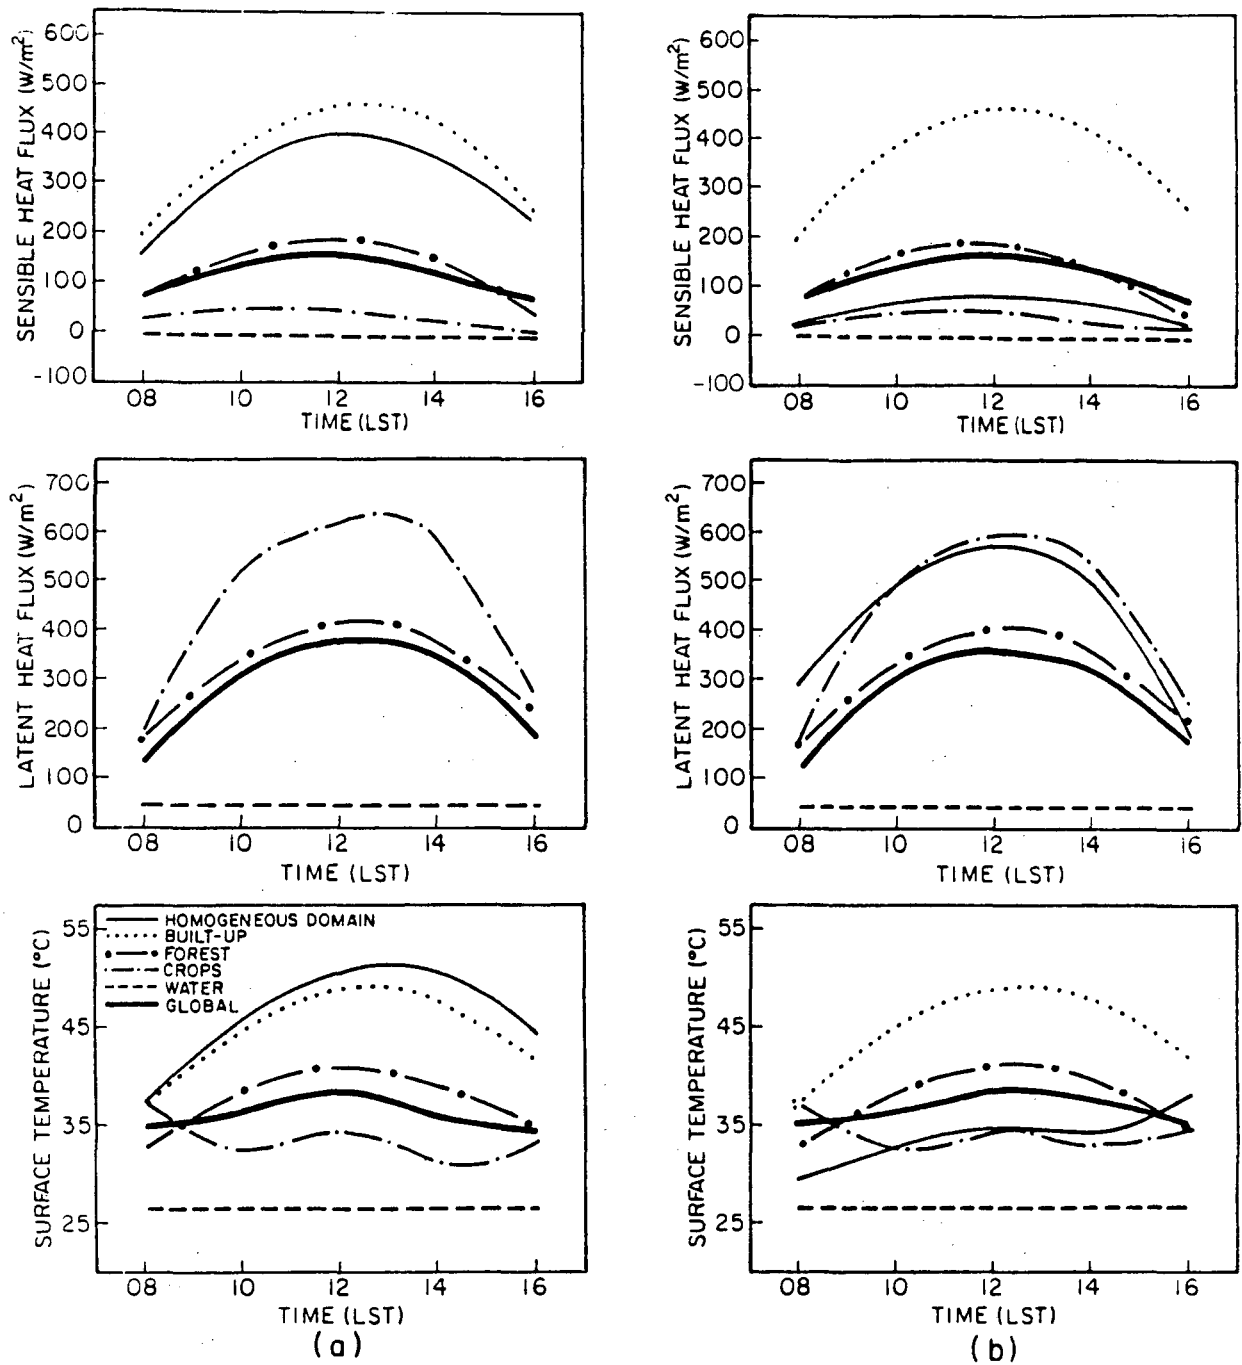 SENSIBLE HEAT FLUX (W/m²)
600
500
400
300
200
100
0
-100
08 10 12 14 16
TIME (LST)
SENSIBLE HEAT FLUX (W/m²)
600
500
400
300
200
100
0
-100
08 10 12 14 16
TIME (LST)
LATENT HEAT FLUX (W/m²)
700
600
500
400
300
200
100
0
08 10 12 14 16
TIME (LST)
LATENT HEAT FLUX (W/m²)
700
600
500
400
300
200
100
0
08 10 12 14 16
TIME (LST)
SURFACE TEMPERATURE (°C)
55
45
35
25
HOMOGENEOUS DOMAIN
BUILT-UP
FOREST
CROPS
WATER
GLOBAL
08 10 12 14 16
TIME (LST)
(a)
SURFACE TEMPERATURE (°C)
55
45
35
25
08 10 12 14 16
TIME (LST)
(b)